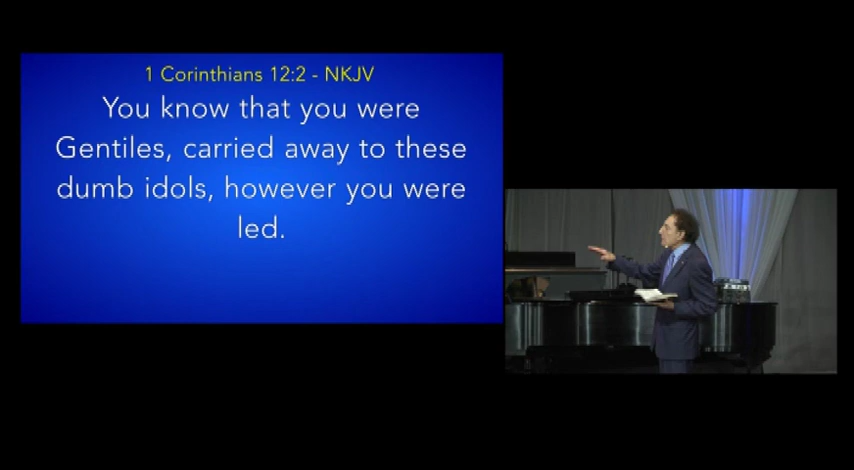 1 Corinthians 12:2 - NKJV
You know that you were
Gentiles, carried away to these
dumb idols, however you were
led.